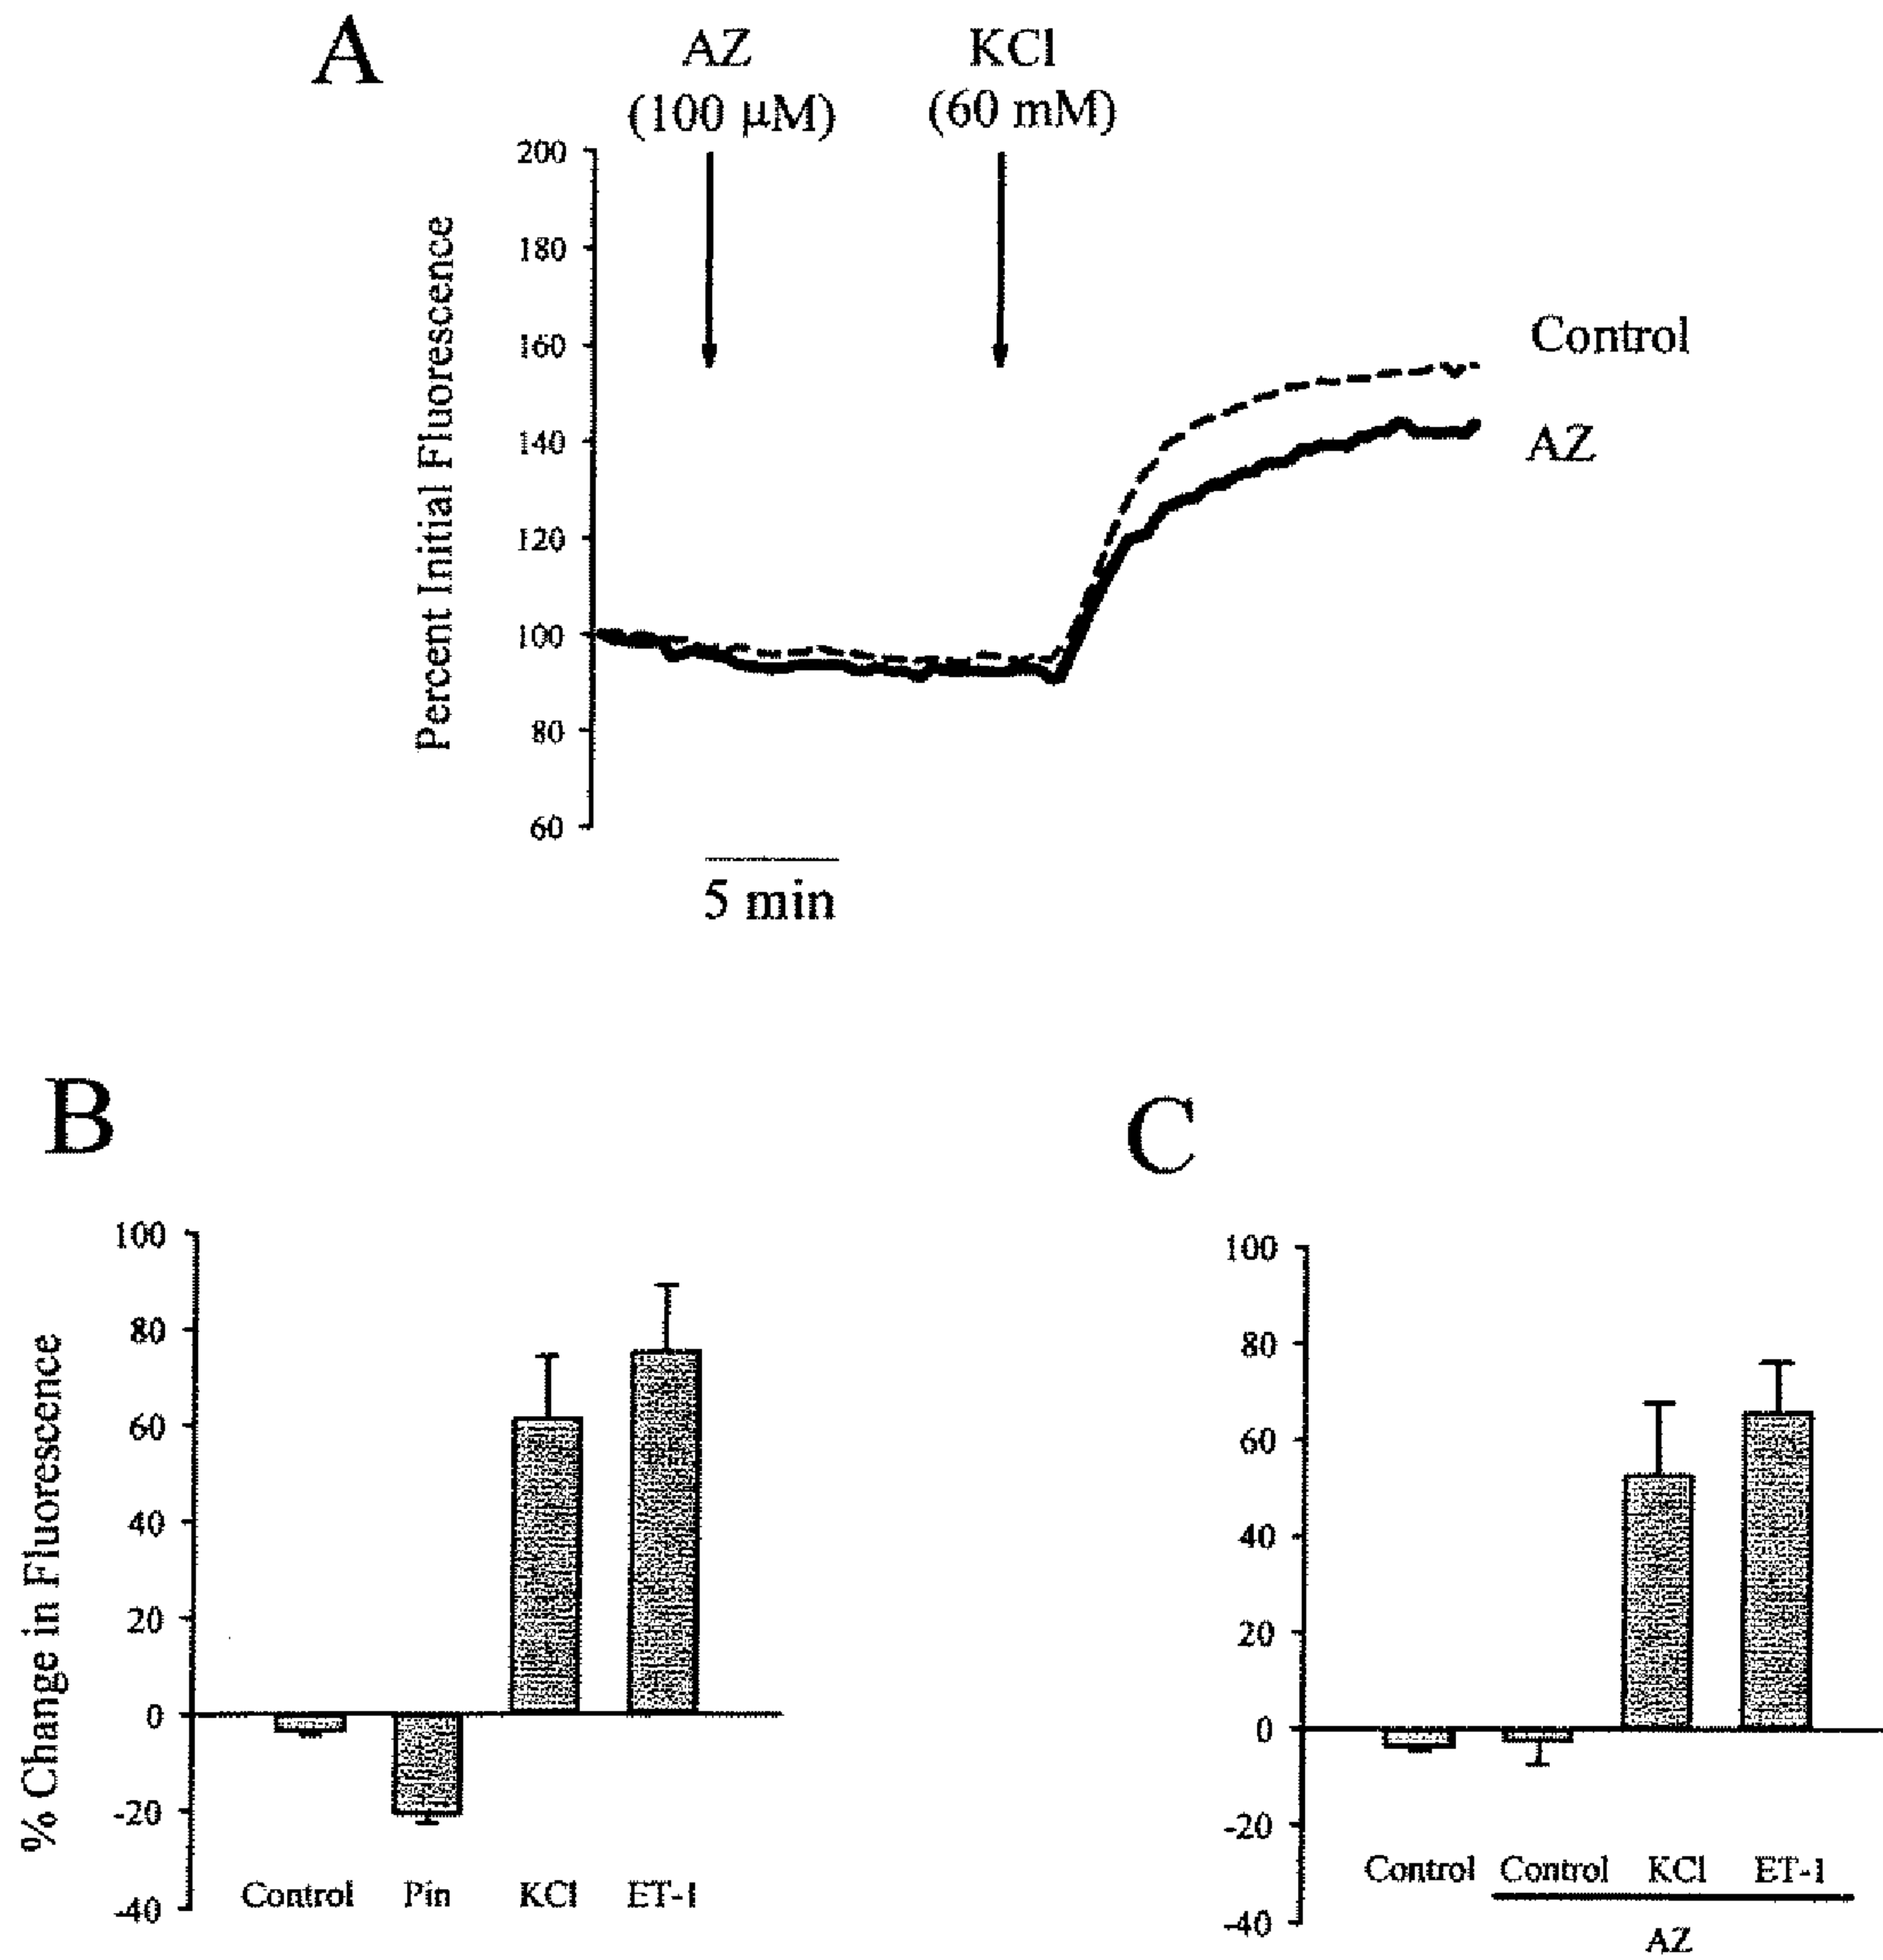 A
AZ
(100 µM)
KCl
(60 mM)
Percent Initial Fluorescence
200
180
160
140
120
100
80
60
Control
AZ
5 min
B
% Change in Fluorescence
100
80
60
40
20
0
-20
-40
Control Pin KCl ET-1
C
100
80
60
40
20
0
-20
-40
Control Control KCl ET-1
AZ